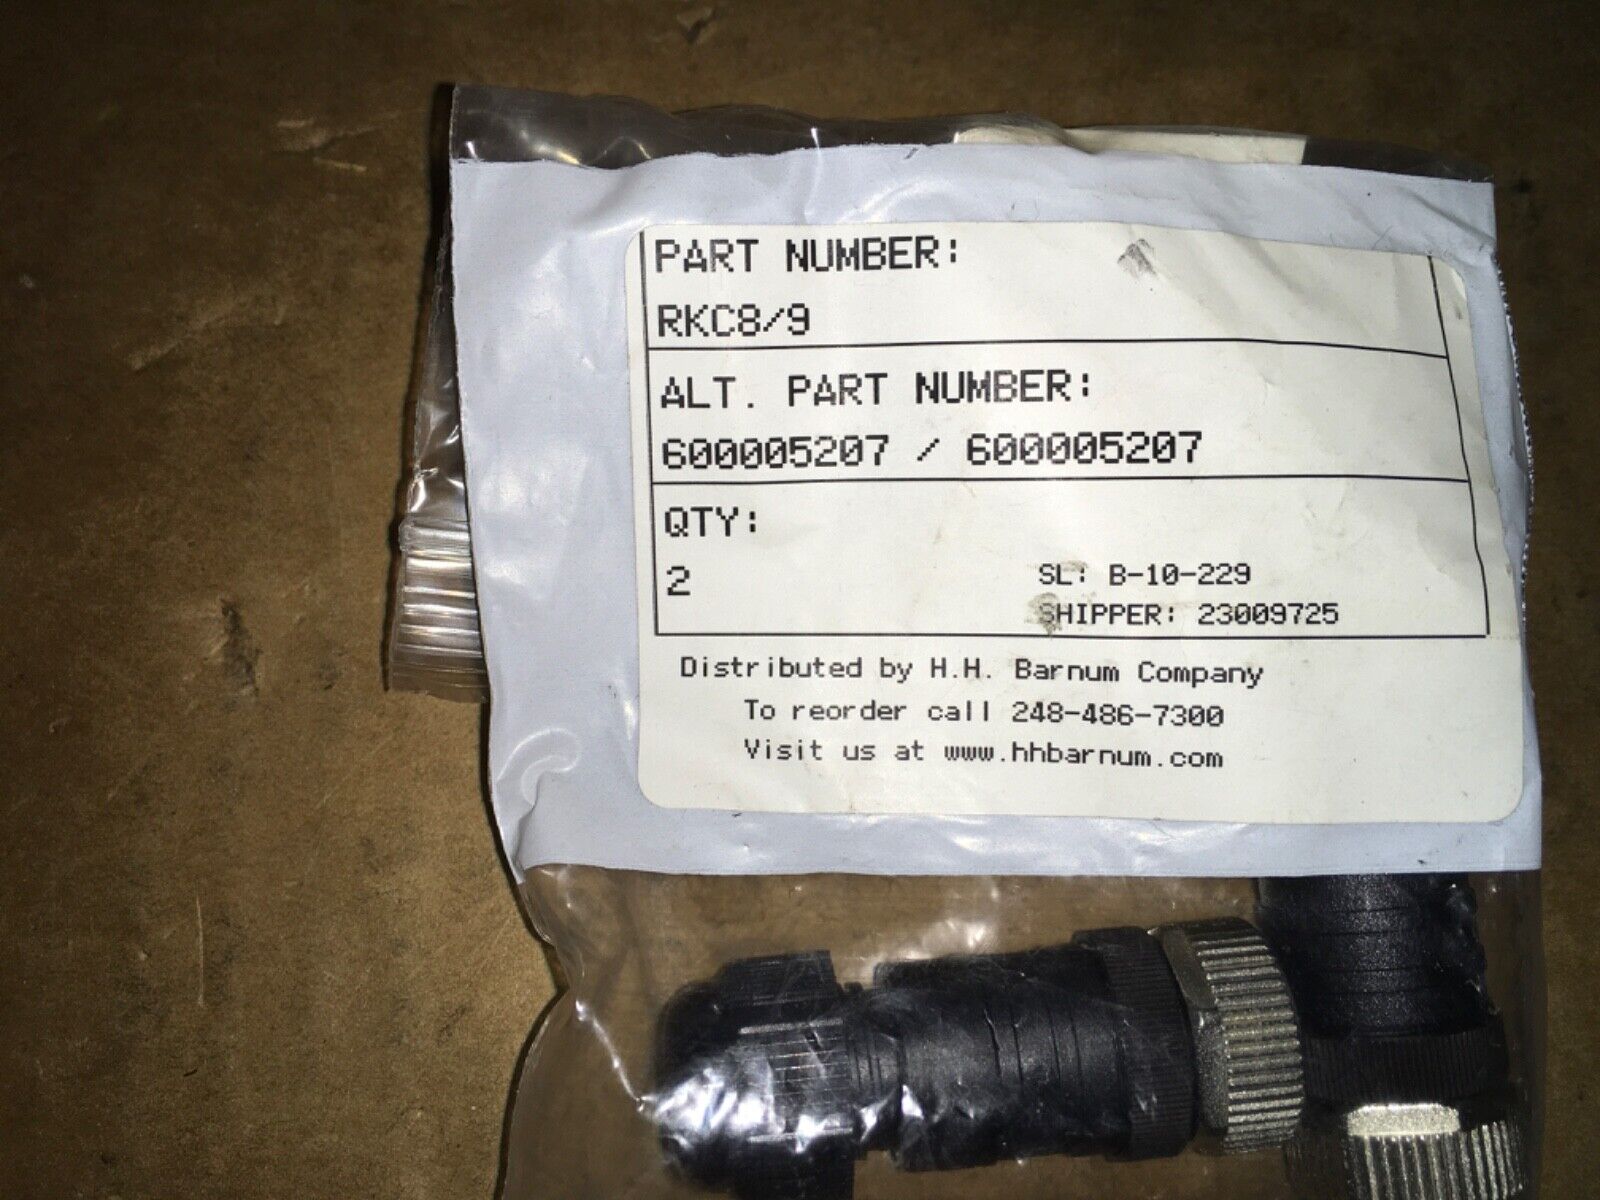 PART NUMBER:
RKC8/9
ALT. PART NUMBER:
600005207 / 600005207
QTY:
2
SL: B-10-229
SHIPPER: 23009725
Distributed by H.H. Barnum Company
To reorder call 248-486-7300
Visit us at www.hhbarnum.com